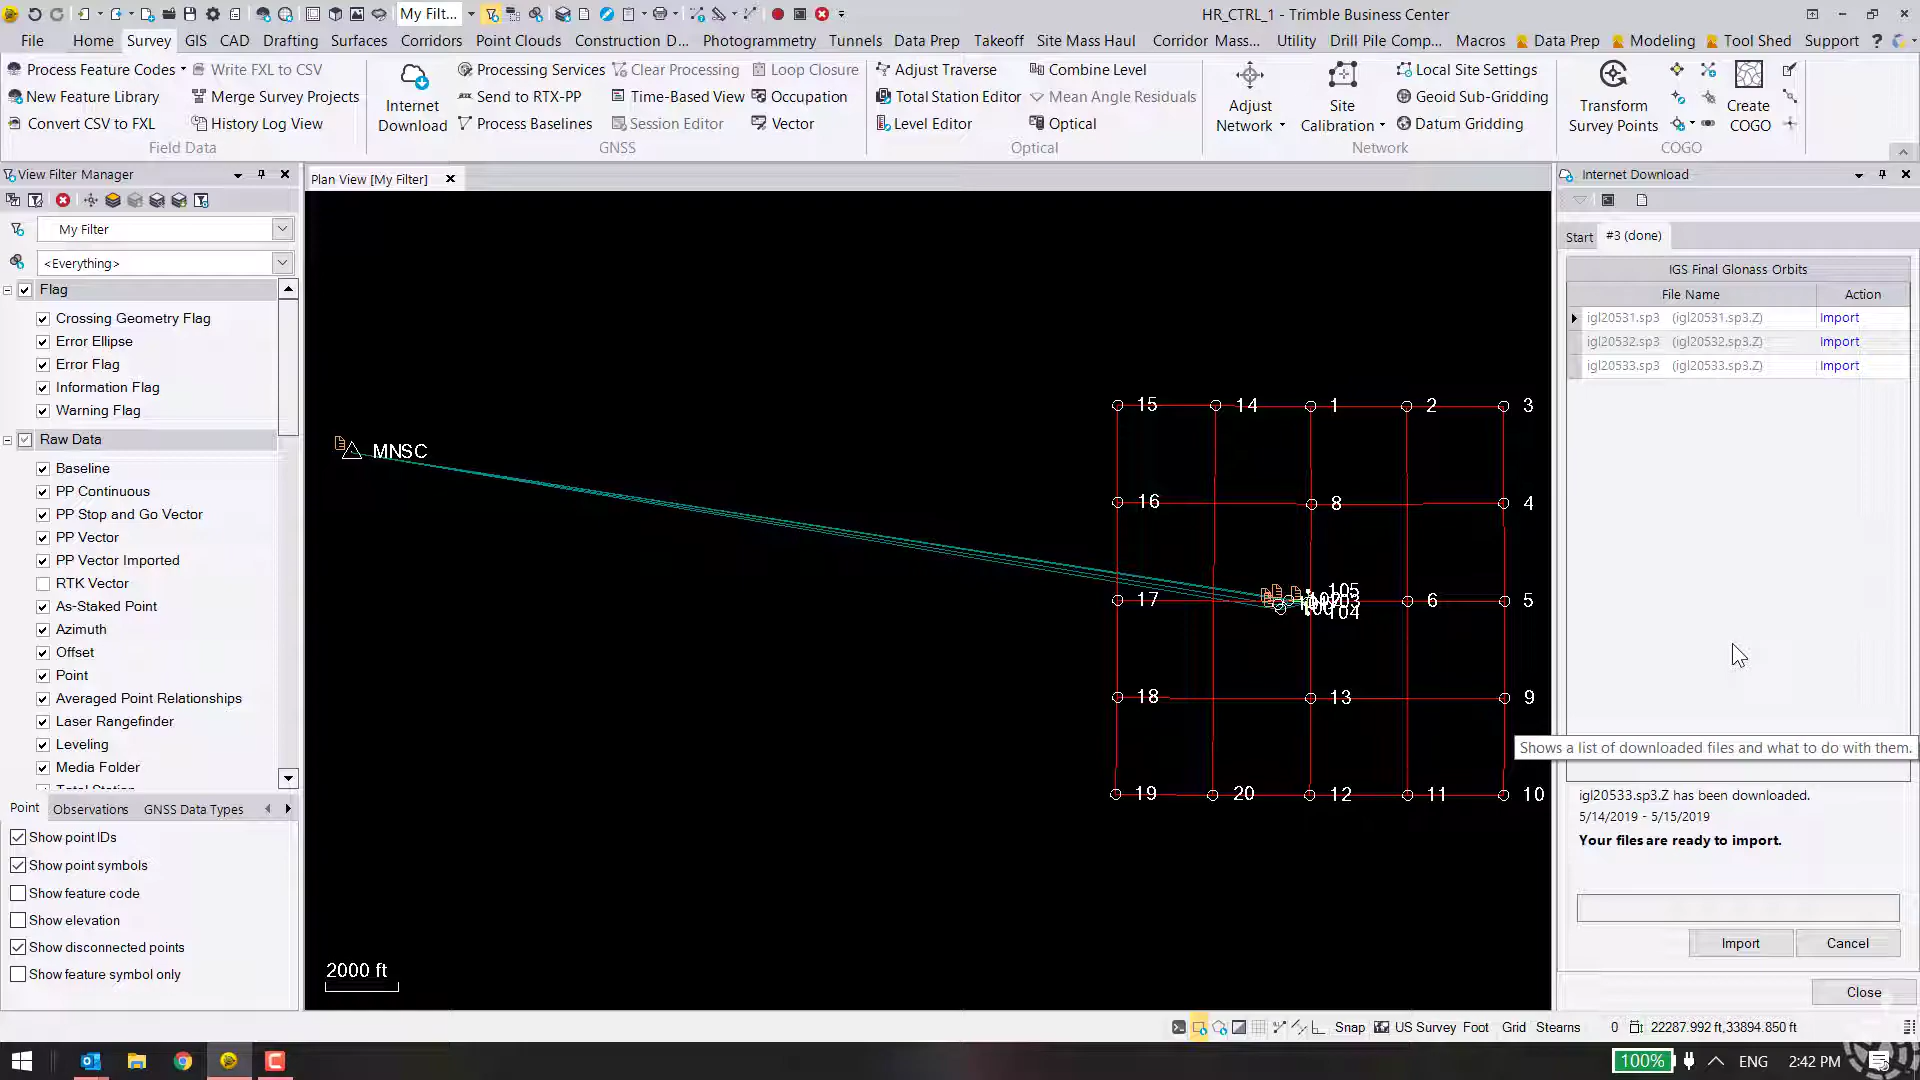 My Filt...
HR_CTRL_1 - Trimble Business Center
File Home Survey GIS CAD Drafting Surfaces Corridors Point Clouds Construction D... Photogrammetry Tunnels Data Prep Takeoff Site Mass Haul Corridor Mass... Utility Drill Pile Comp... Macros Data Prep Modeling Tool Shed Support
Process Feature Codes
New Feature Library
Convert CSV to FXL
Write FXL to CSV
Merge Survey Projects
History Log View
Field Data
Internet
Download
Processing Services
Send to RTX-PP
Process Baselines
Clear Processing
Time-Based View
Session Editor
Loop Closure
Occupation
Vector
GNSS
Adjust Traverse
Total Station Editor
Level Editor
Combine Level
Mean Angle Residuals
Optical
Optical
Adjust
Network
Site
Calibration
Local Site Settings
Geoid Sub-Gridding
Datum Gridding
Network
Transform
Survey Points
Create
COGO
COGO
View Filter Manager
My Filter
<Everything>
Flag
Crossing Geometry Flag
Error Ellipse
Error Flag
Information Flag
Warning Flag
Raw Data
Baseline
PP Continuous
PP Stop and Go Vector
PP Vector
PP Vector Imported
RTK Vector
As-Staked Point
Azimuth
Offset
Point
Averaged Point Relationships
Laser Rangefinder
Leveling
Media Folder
Point Observations GNSS Data Types
Show point IDs
Show point symbols
Show feature code
Show elevation
Show disconnected points
Show feature symbol only
Plan View [My Filter]
MNSC
15 14 1 2 3
16 8 4
105
17 6 5
104
18 13 9
19 20 12 11 10
2000 ft
Internet Download
Start #3 (done)
IGS Final Glonass Orbits
File Name Action
igl20531.sp3 (igl20531.sp3.Z) Import
igl20532.sp3 (igl20532.sp3.Z) Import
igl20533.sp3 (igl20533.sp3.Z) Import
Shows a list of downloaded files and what to do with them.
igl20533.sp3.Z has been downloaded.
5/14/2019 - 5/15/2019
Your files are ready to import.
Import Cancel
Close
Snap US Survey Foot Grid Stearns 0 22287.992 ft,33894.850 ft
100% ENG 2:42 PM